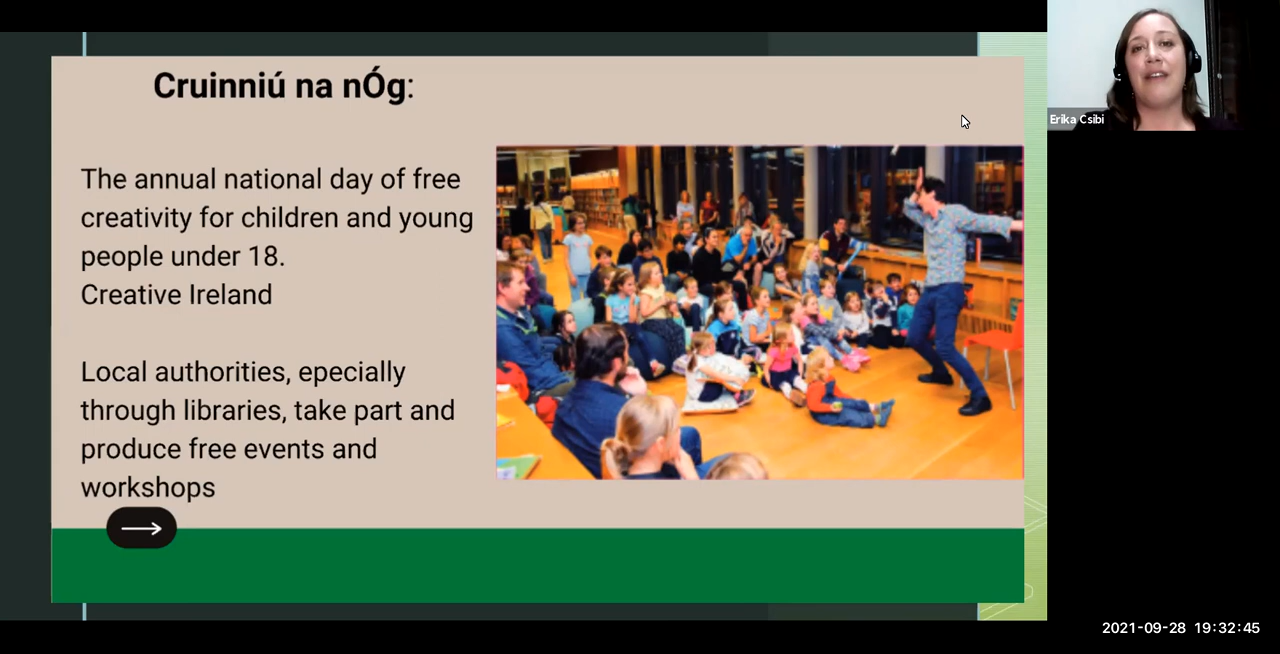 Cruinniú na nÓg:
The annual national day of free
creativity for children and young
people under 18.
Creative Ireland
Local authorities, epecially
through libraries, take part and
produce free events and
workshops
Erika Csibi
2021-09-28 19:32:45